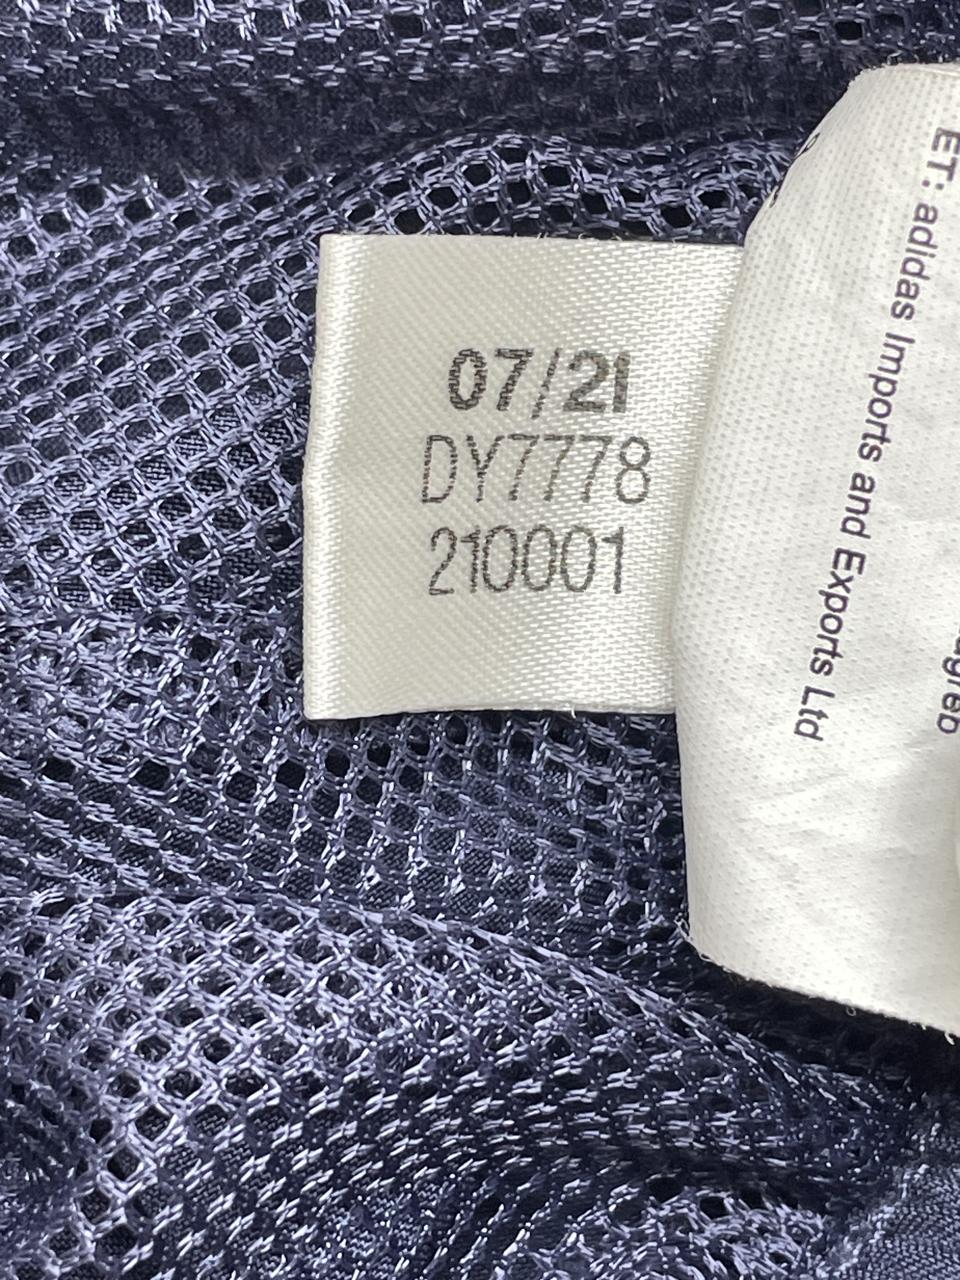 07/21
DY7778
210001
ET: adidas Imports and Exports Ltd